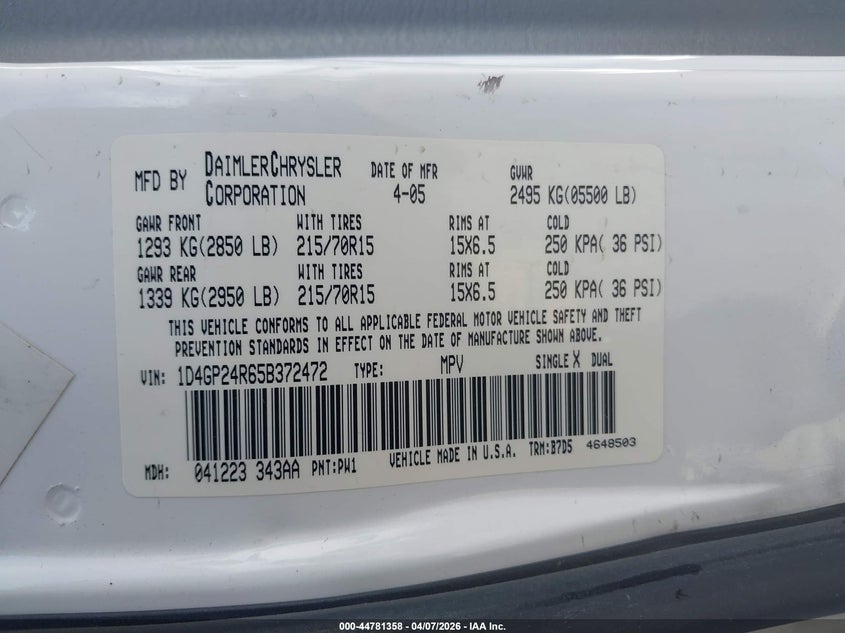 MFD BY DAIMLERCHRYSLER CORPORATION DATE OF MFR 4-05 GVWR 2495 KG(05500 LB)
GAWR FRONT WITH TIRES RIMS AT COLD
1293 KG(2850 LB) 215/70R15 15X6.5 250 KPA( 36 PSI)
GAWR REAR WITH TIRES RIMS AT COLD
1339 KG(2950 LB) 215/70R15 15X6.5 250 KPA( 36 PSI)
THIS VEHICLE CONFORMS TO ALL APPLICABLE FEDERAL MOTOR VEHICLE SAFETY AND THEFT
PREVENTION STANDARDS IN EFFECT ON THE DATE OF MANUFACTURE SHOWN ABOVE.
VIN: 1D4GP24R65B372472 TYPE: MPV SINGLE X DUAL
MDH: 041223 343AA PNT:PW1 VEHICLE MADE IN U.S.A. TRM:B7D5 4648503
000-44781358 - 04/07/2026 - IAA Inc.